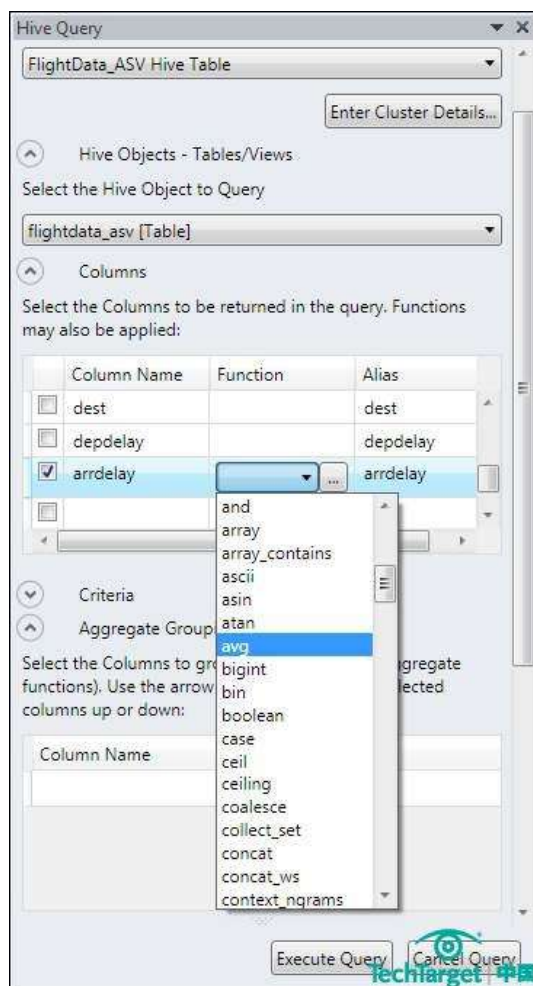 Hive Query
FlightData_ASV Hive Table
Enter Cluster Details...
Hive Objects - Tables/Views
Select the Hive Object to Query
flightdata_asv [Table]
Columns
Select the Columns to be returned in the query. Functions
may also be applied:
Column Name Function Alias
dest dest
depdelay depdelay
arrdelay ... arrdelay
and
array
array_contains
ascii
asin
atan
avg
bigint
bin
boolean
case
ceil
ceiling
coalesce
collect_set
concat
concat_ws
context_ngrams
Criteria
Aggregate Group
Select the Columns to gr ggregate
functions). Use the arrow lected
columns up or down:
Column Name
Execute Query Cancel Query
TechTarget 中国